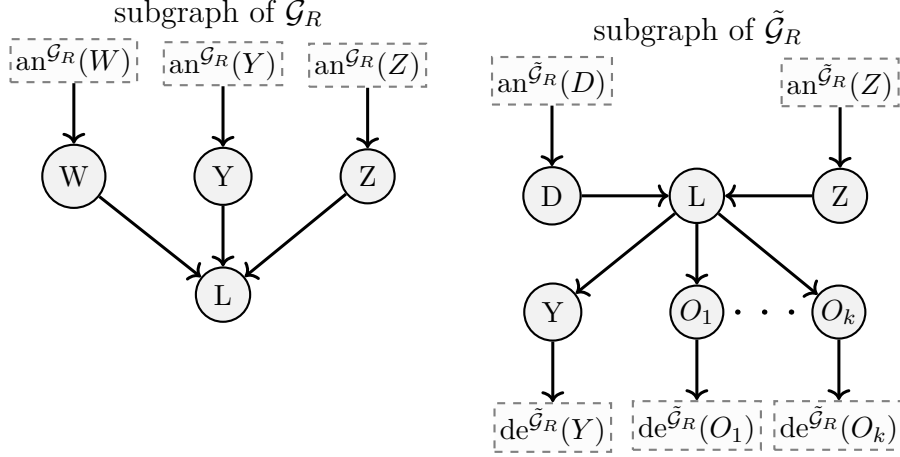 subgraph of 𝒢_R
an^{𝒢_R}(W) an^{𝒢_R}(Y) an^{𝒢_R}(Z)
W Y Z
L
subgraph of 𝒢̃_R
an^{𝒢̃_R}(D) an^{𝒢̃_R}(Z)
D L Z
Y O_1 · · · O_k
de^{𝒢̃_R}(Y) de^{𝒢̃_R}(O_1) de^{𝒢̃_R}(O_k)